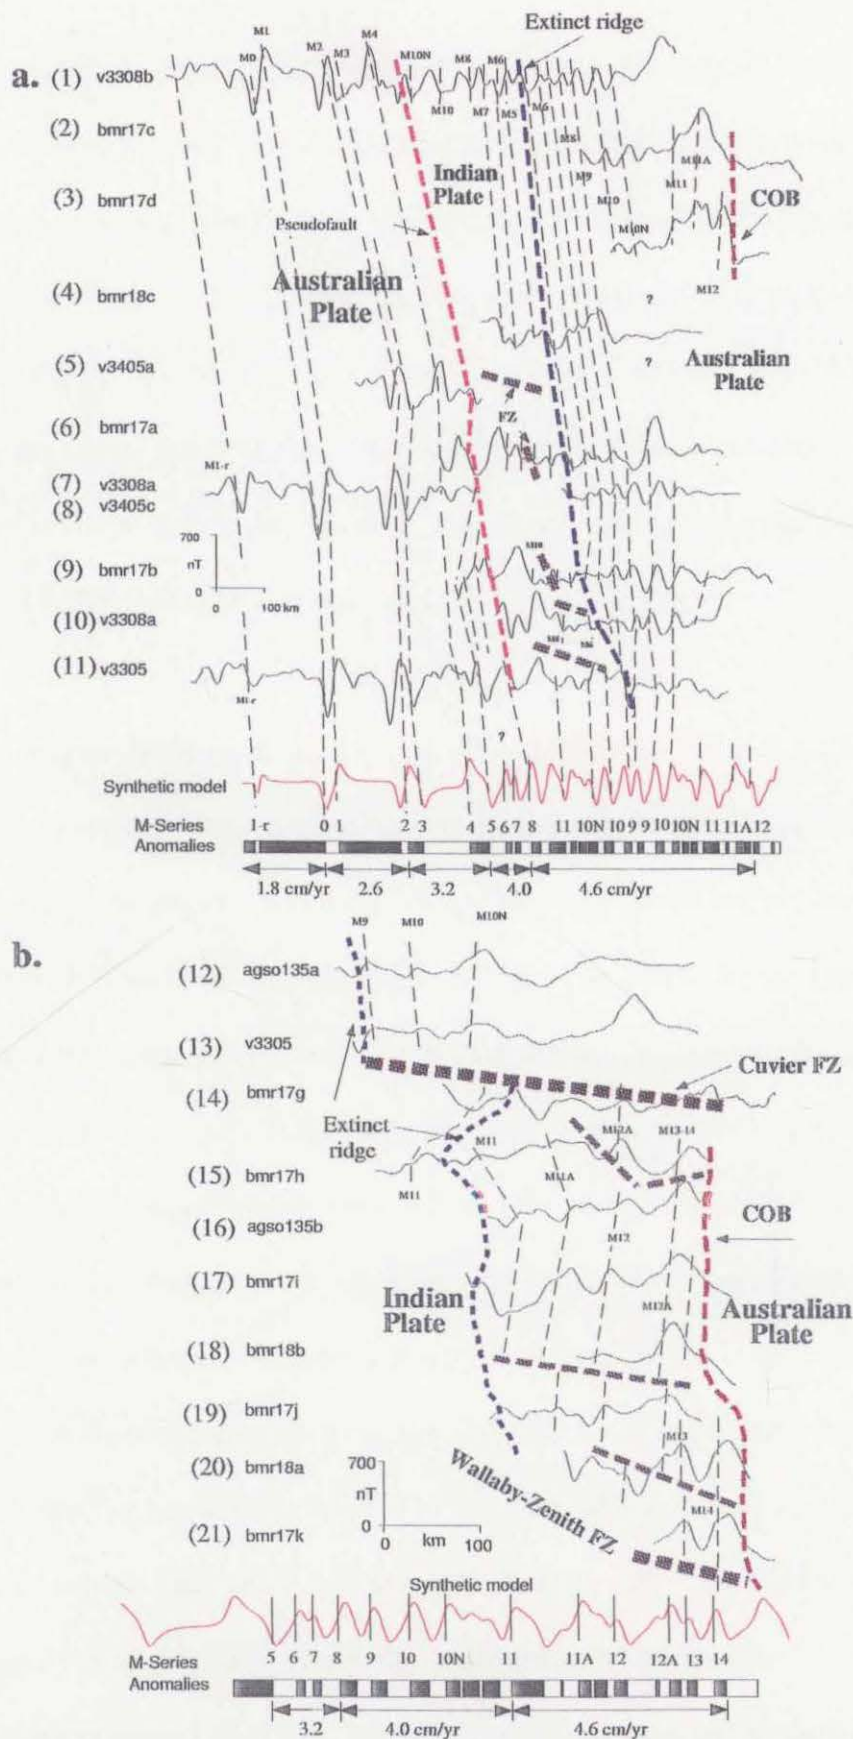 a.
Extinct ridge
M0 M1 M2 M3 M4 M10N M8 M6
(1) v3308b
M10 M7 M5 M6
(2) bmr17c
M8 M11A
Indian
Plate
M9 M11
(3) bmr17d
M10
COB
Pseudofault
M10N
Australian
Plate
M12
(4) bmr18c
?
Australian
Plate
(5) v3405a
?
FZ
(6) bmr17a
M1-r
(7) v3308a
(8) v3405c
700
nT
0
0 100 km
(9) bmr17b
(10) v3308a
(11) v3305
M1-r
?
Synthetic model
M-Series
Anomalies
1-r 0 1 2 3 4 5 6 7 8 11 10N 10 9 9 10 10N 11 11A 12
1.8 cm/yr 2.6 3.2 4.0 4.6 cm/yr
b.
M9 M10 M10N
(12) agso135a
(13) v3305
Cuvier FZ
(14) bmr17g
Extinct
ridge
M11 M12A M13-14
(15) bmr17h
M11 M11A
COB
(16) agso135b
M12
(17) bmr17i
Indian
Plate
M12A
Australian
Plate
(18) bmr18b
(19) bmr17j
M13
(20) bmr18a
Wallaby-Zenith FZ
700
nT
0
0 km 100
M14
(21) bmr17k
Synthetic model
M-Series
Anomalies
5 6 7 8 9 10 10N 11 11A 12 12A 13 14
3.2 4.0 cm/yr 4.6 cm/yr